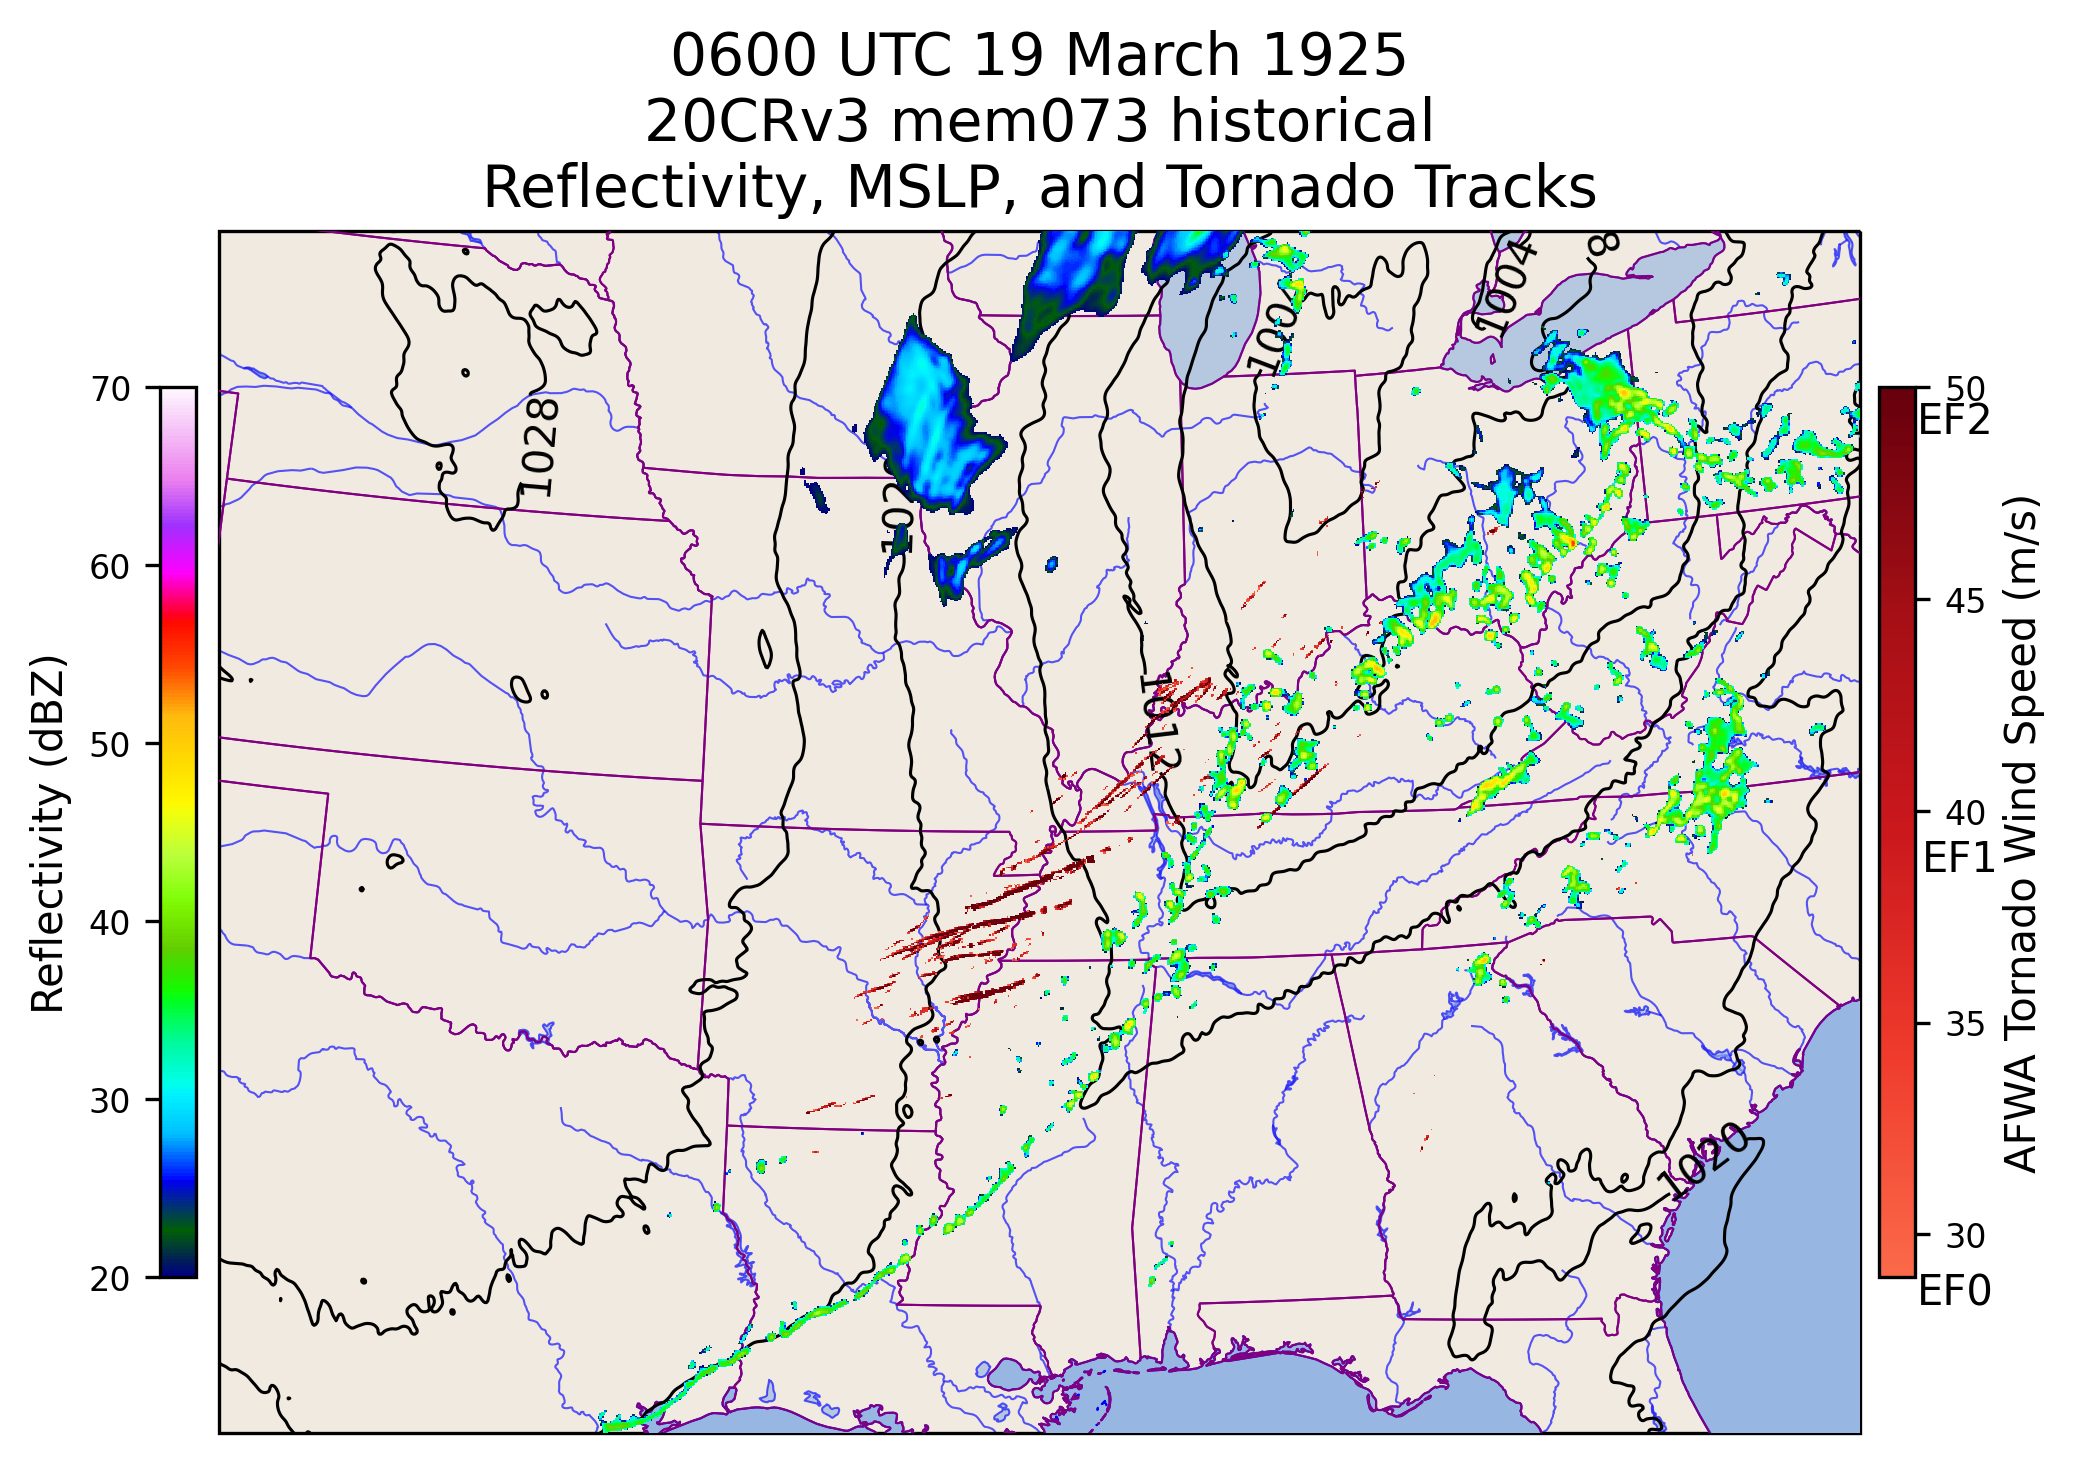 0600 UTC 19 March 1925
20CRv3 mem073 historical
Reflectivity, MSLP, and Tornado Tracks
1004
8
1004
1028
102
1012
1020
70
60
50
40
30
20
Reflectivity (dBZ)
50
EF2
45
40
EF1
35
30
EF0
AFWA Tornado Wind Speed (m/s)